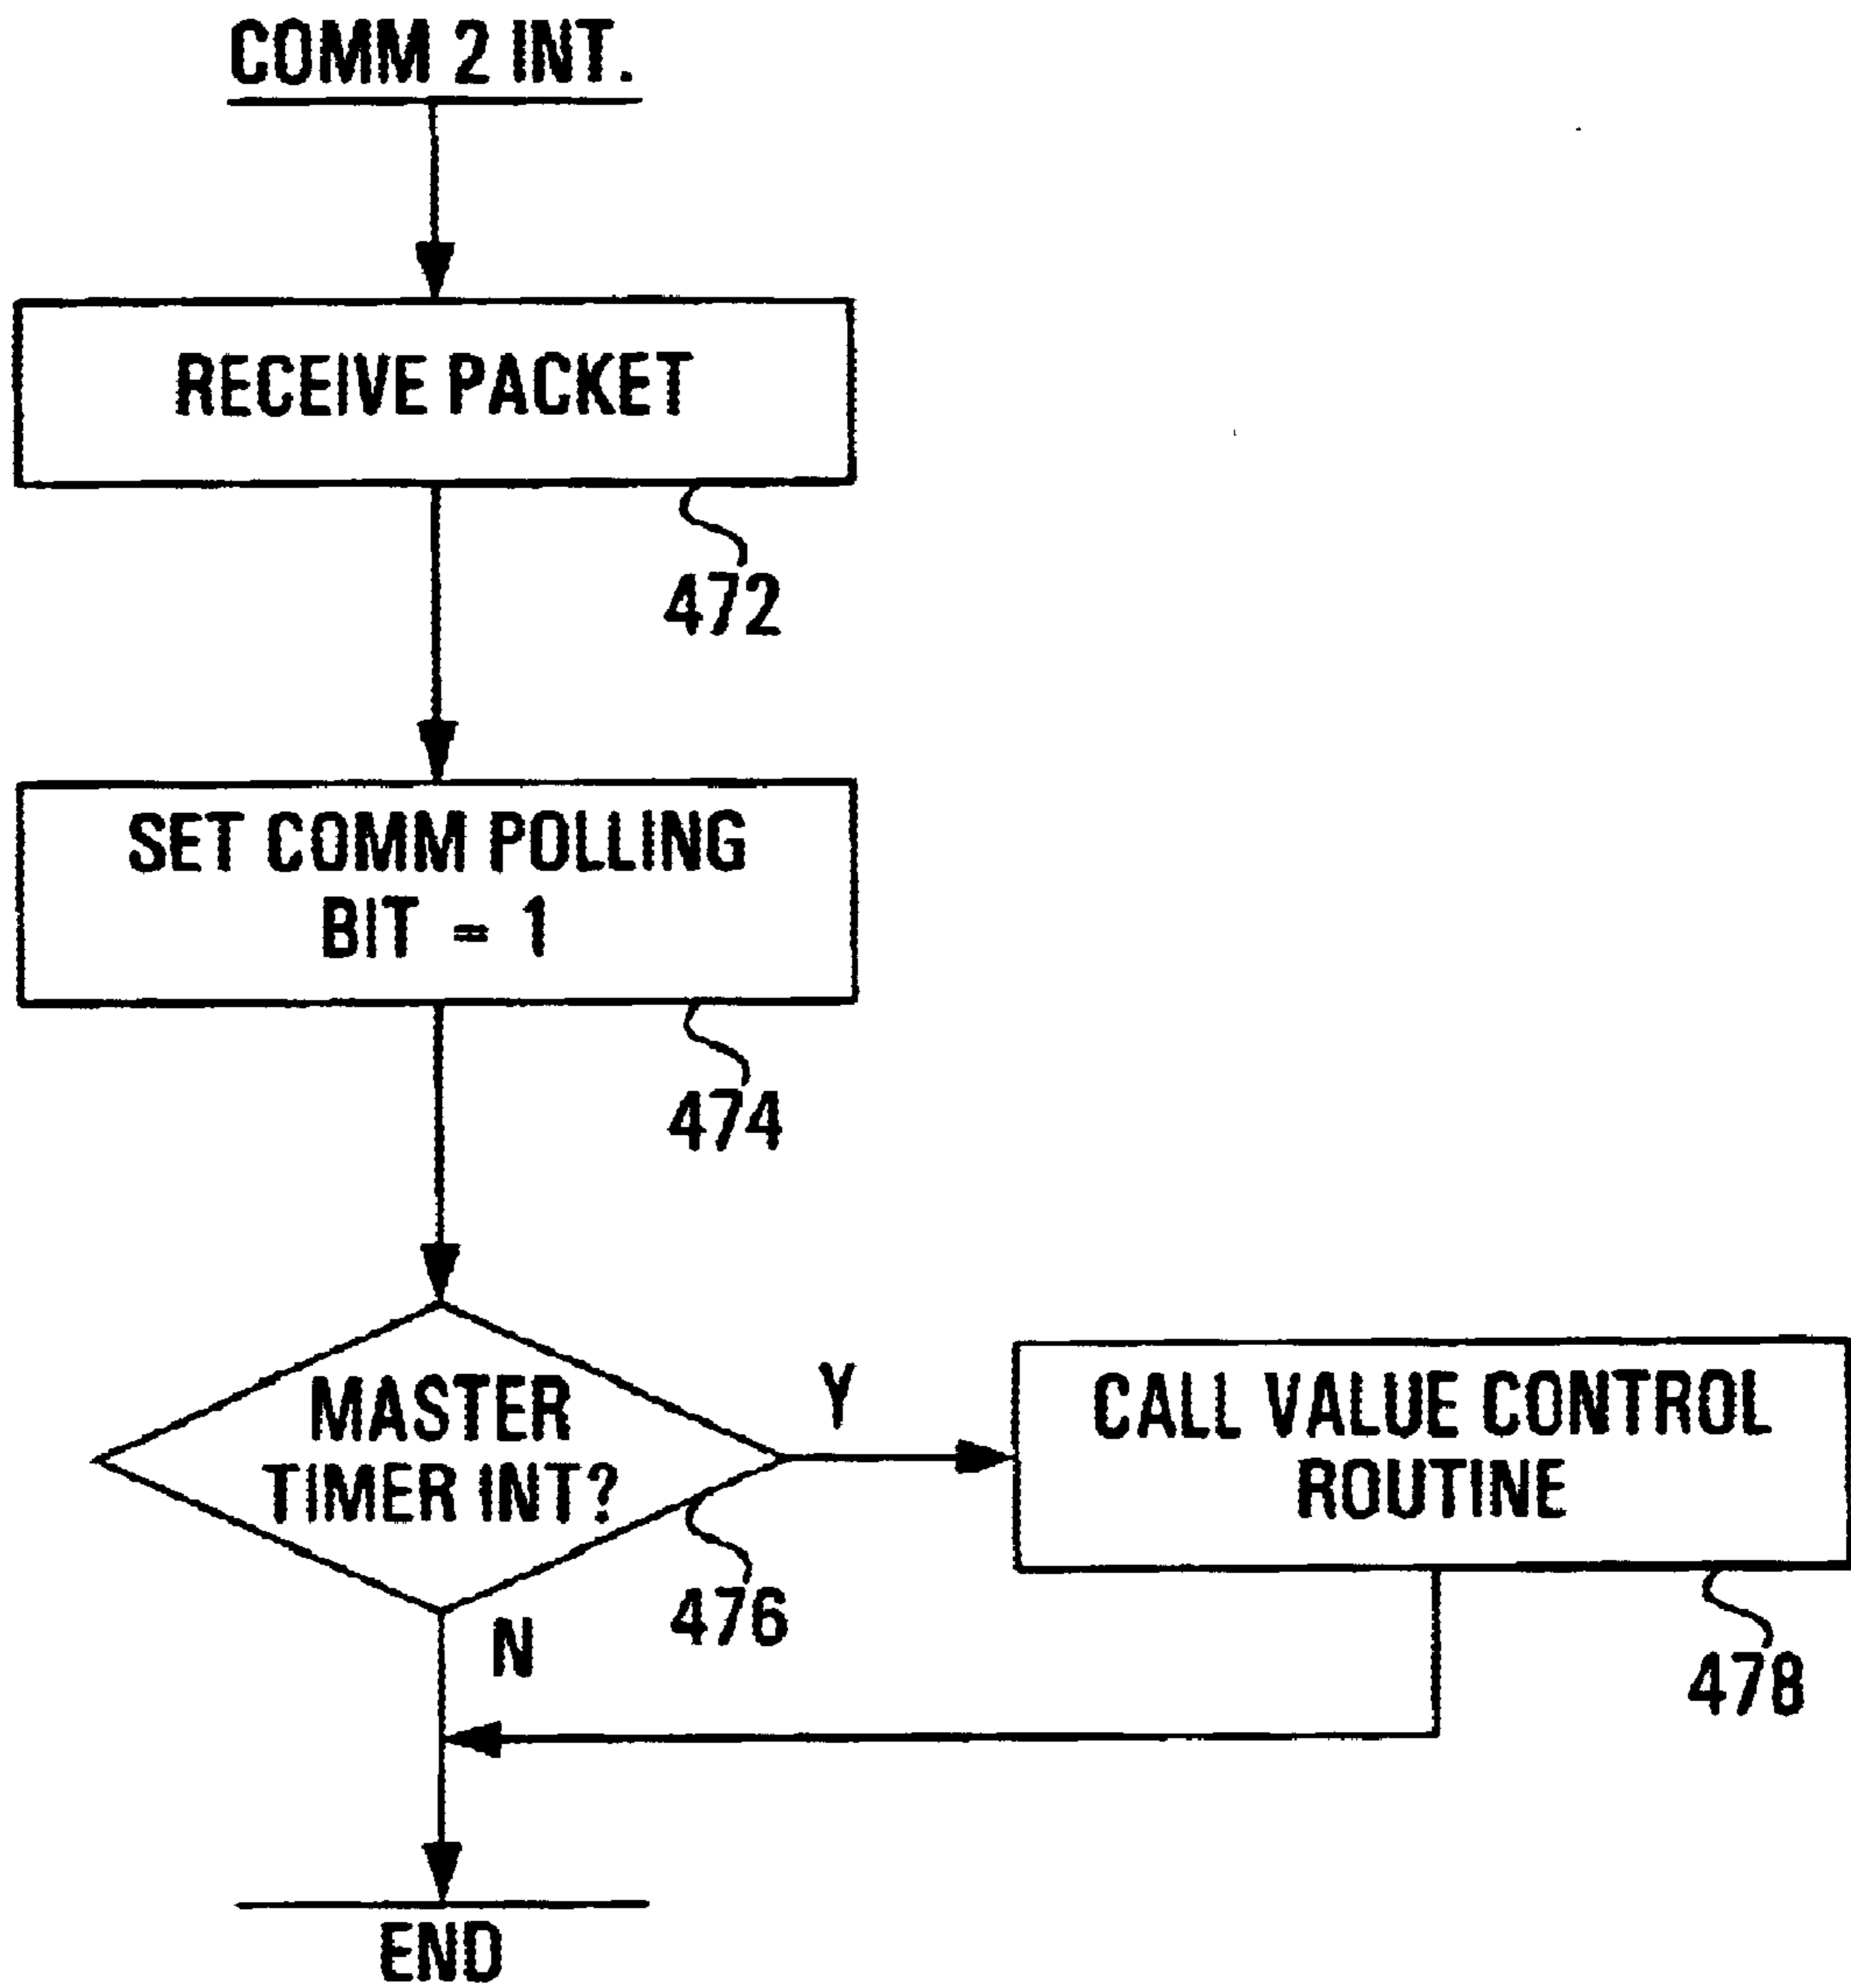 COMM 2 INT.
RECEIVE PACKET
472
SET COMM POLLING
BIT = 1
474
MASTER
TIMER INT?
Y
476
N
CALL VALUE CONTROL
ROUTINE
478
END